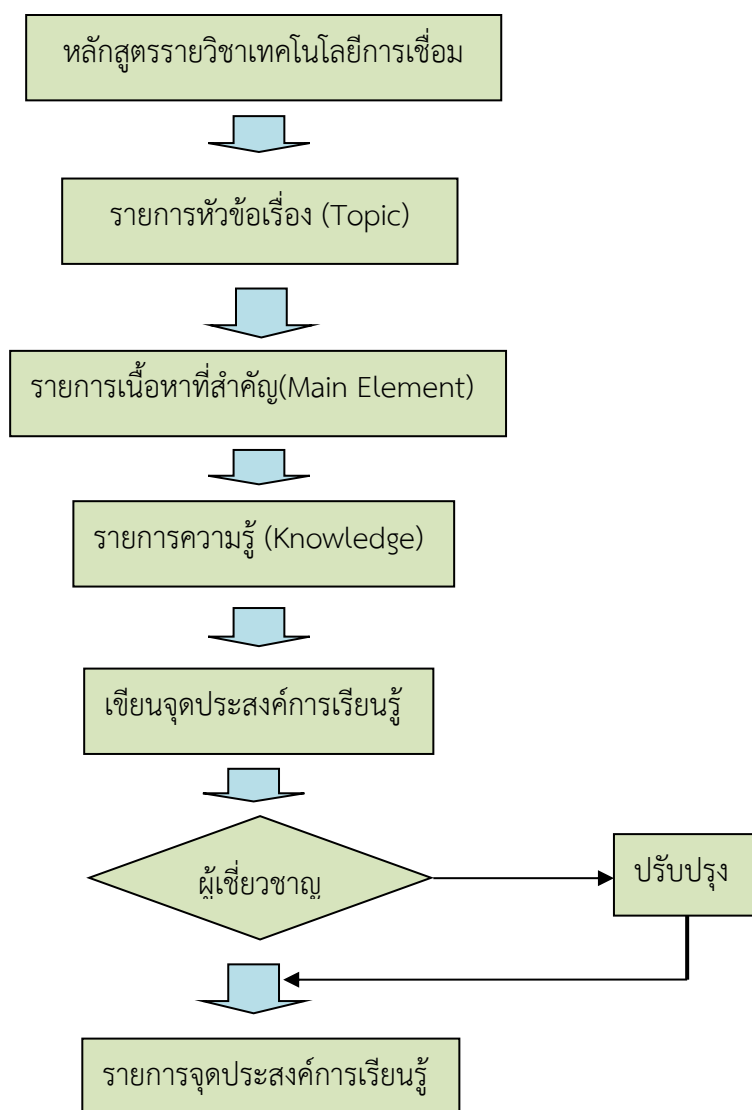 หลักสูตรรายวิชาเทคโนโลยีการเชื่อม
รายการหัวข้อเรื่อง (Topic)
รายการเนื้อหาที่สำคัญ(Main Element)
รายการความรู้ (Knowledge)
เขียนจุดประสงค์การเรียนรู้
ผู้เชี่ยวชาญ
ปรับปรุง
รายการจุดประสงค์การเรียนรู้